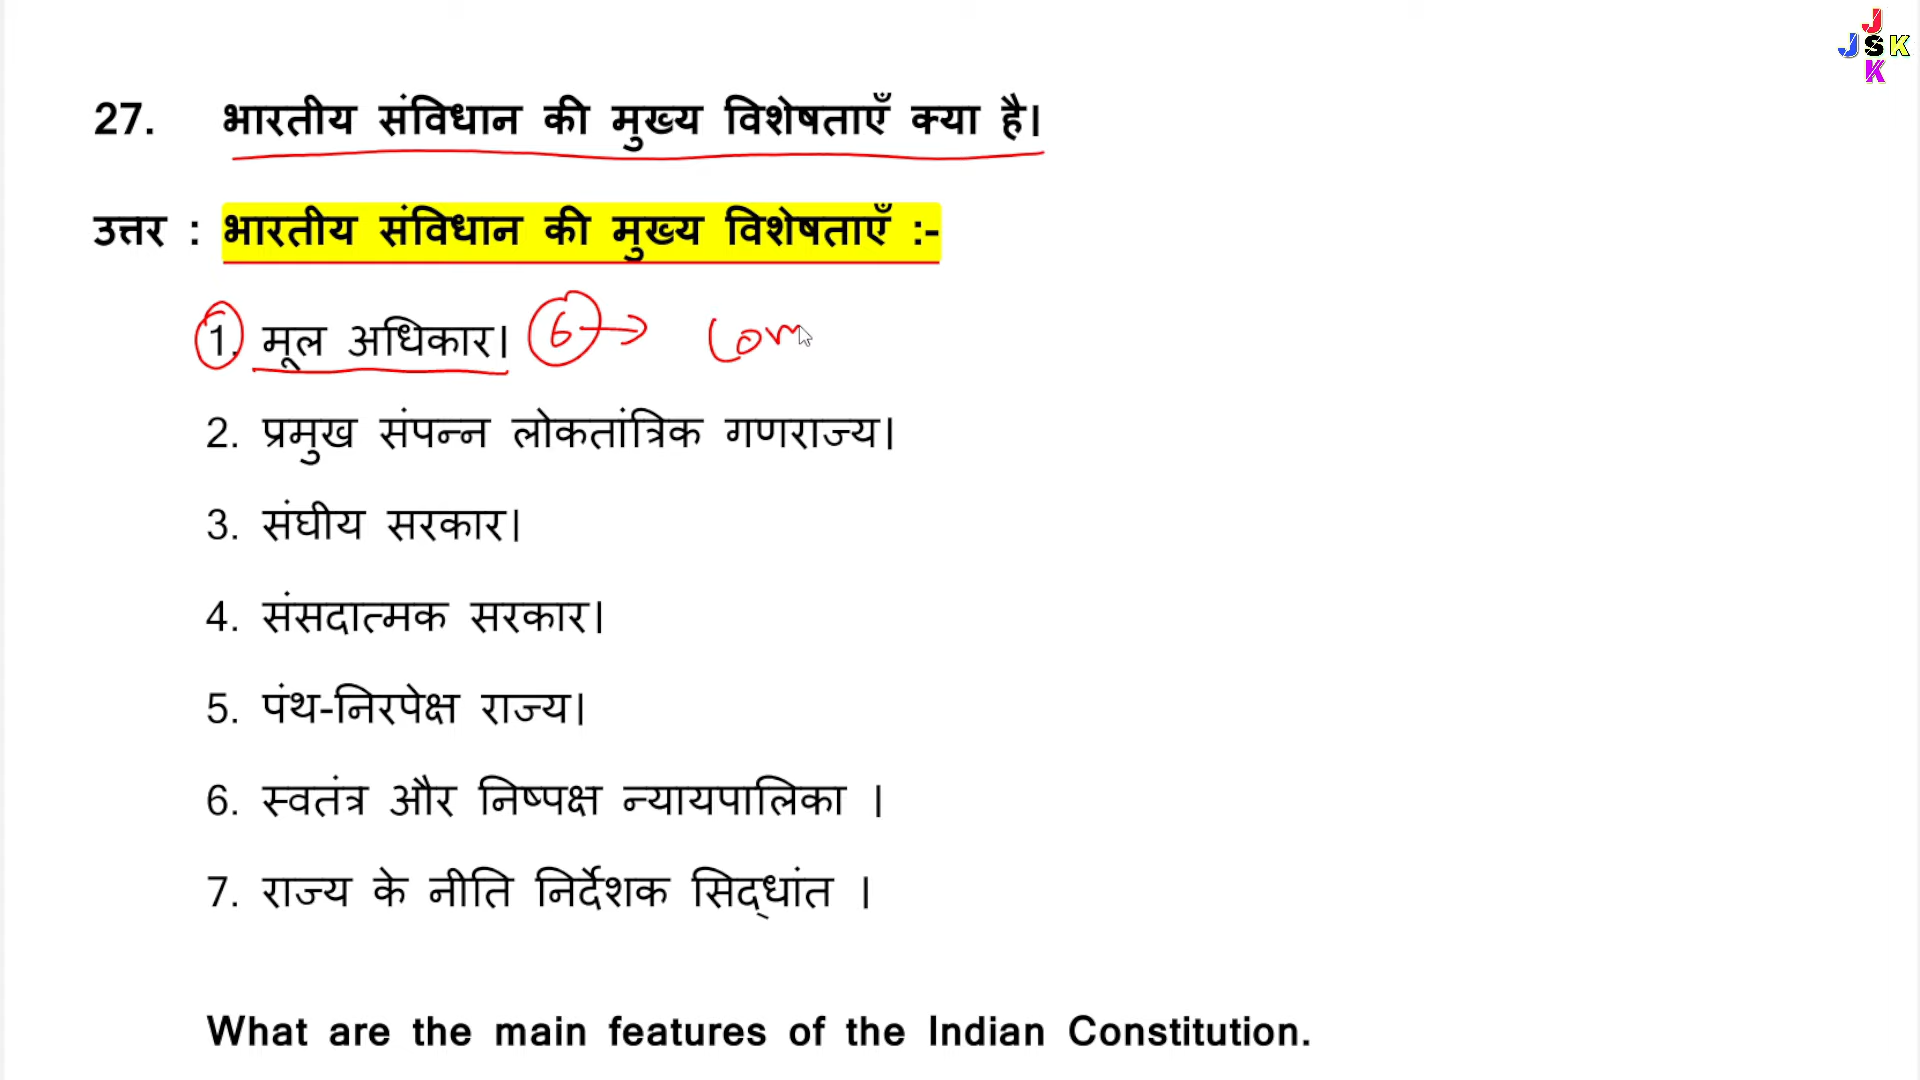 J
J S K
K
27. भारतीय संविधान की मुख्य विशेषताएँ क्या है।
उत्तर : भारतीय संविधान की मुख्य विशेषताएँ :-
1. मूल अधिकार। 6 →
2. प्रमुख संपन्न लोकतांत्रिक गणराज्य।
3. संघीय सरकार।
4. संसदात्मक सरकार।
5. पंथ-निरपेक्ष राज्य।
6. स्वतंत्र और निष्पक्ष न्यायपालिका ।
7. राज्य के नीति निर्देशक सिद्धांत ।
What are the main features of the Indian Constitution.